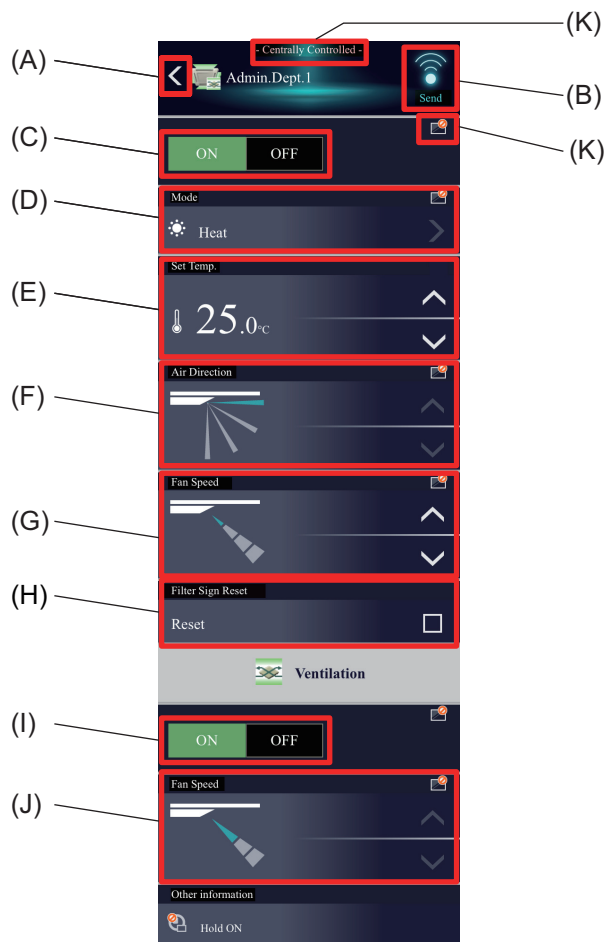 (K)
- Centrally Controlled -
(A)
Admin.Dept.1
Send
(B)
(C)
ON OFF
(K)
(D)
Mode
Heat
(E)
Set Temp.
25.0°C
(F)
Air Direction
(G)
Fan Speed
(H)
Filter Sign Reset
Reset
Ventilation
(I)
ON OFF
(J)
Fan Speed
Other information
Hold ON